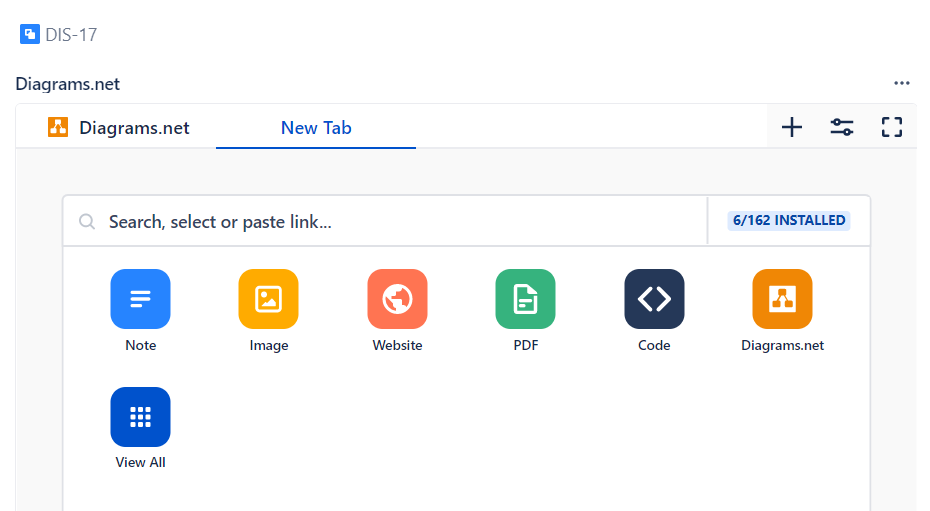 DIS-17
Diagrams.net
Diagrams.net New Tab
Search, select or paste link... 6/162 INSTALLED
Note Image Website PDF Code Diagrams.net
View All